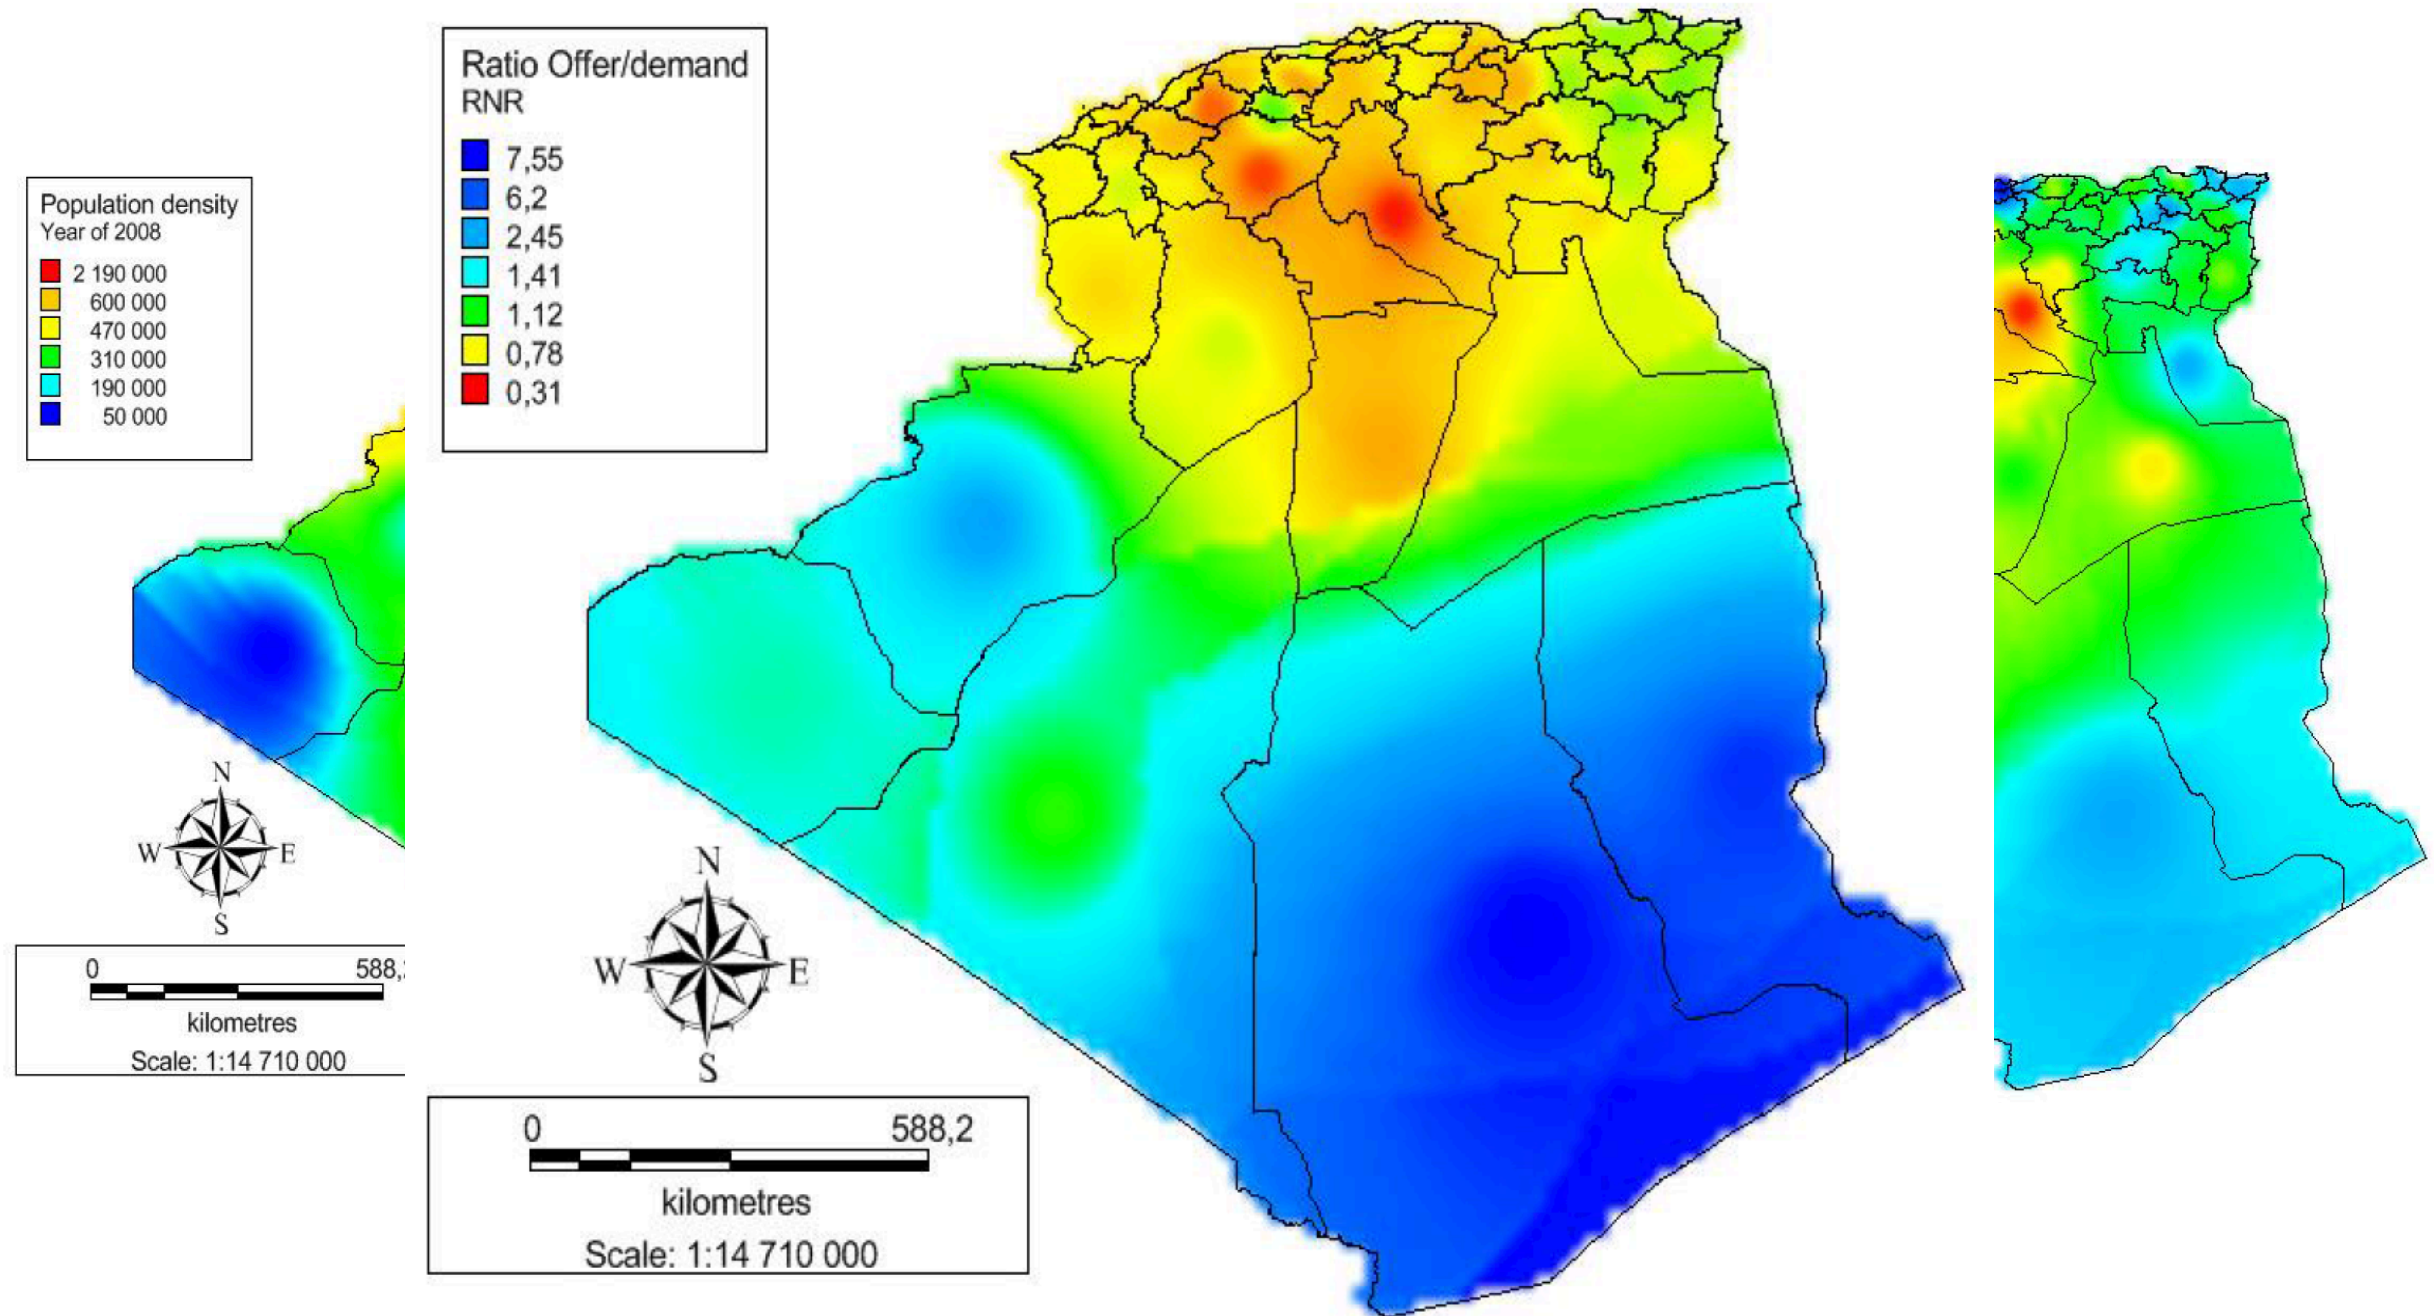 Population density
Year of 2008
2 190 000
600 000
470 000
310 000
190 000
50 000
N
W E
S
0 588,
kilometres
Scale: 1:14 710 000
Ratio Offer/demand
RNR
7,55
6,2
2,45
1,41
1,12
0,78
0,31
N
W E
S
0 588,2
kilometres
Scale: 1:14 710 000